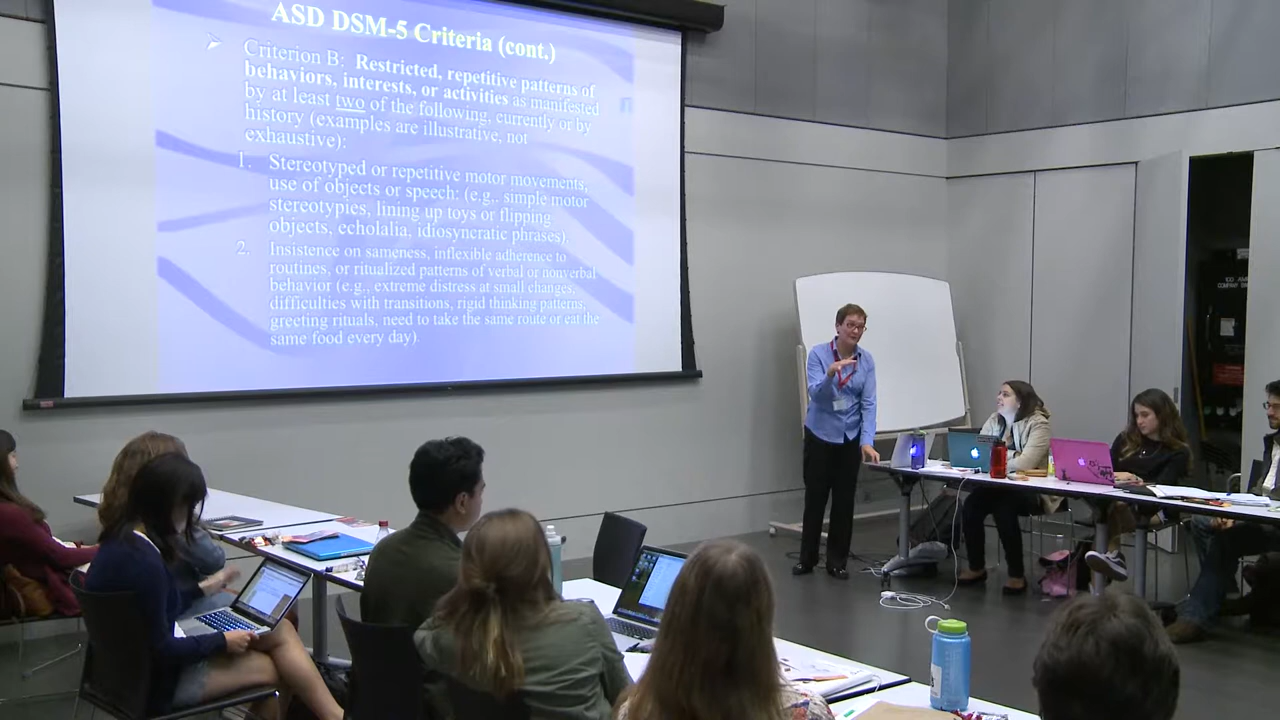 ASD DSM-5 Criteria (cont.)
Criterion B: Restricted, repetitive patterns of
behaviors, interests, or activities as manifested
by at least two of the following, currently or by
history (examples are illustrative, not
exhaustive):
1. Stereotyped or repetitive motor movements,
use of objects or speech: (e.g,. simple motor
stereotypies, lining up toys or flipping
objects, echolalia, idiosyncratic phrases).
2. Insistence on sameness, inflexible adherence to
routines, or ritualized patterns of verbal or nonverbal
behavior (e.g., extreme distress at small changes,
difficulties with transitions, rigid thinking patterns,
greeting rituals, need to take the same route or eat the
same food every day).